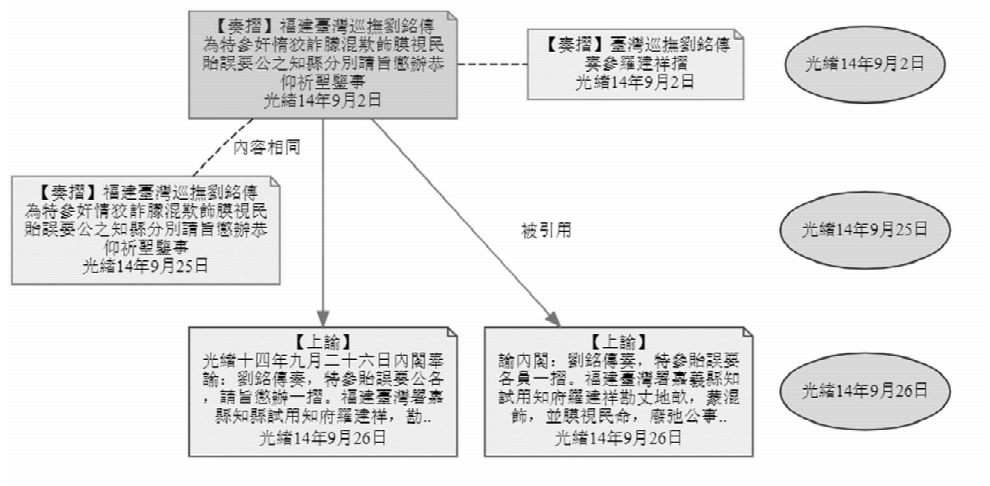 【奏摺】福建臺灣巡撫劉銘傳
為特參奸情狡詐朦混欺飾膜視民
貽誤要公之知縣分別請旨懲辦恭
仰祈聖鑒事
光緒14年9月2日
【奏摺】臺灣巡撫劉銘傳
奏參羅建祥摺
光緒14年9月2日
光緒14年9月2日
內容相同
【奏摺】福建臺灣巡撫劉銘傳
為特參奸情狡詐朦混欺飾膜視民
貽誤要公之知縣分別請旨懲辦恭
仰祈聖鑒事
光緒14年9月25日
被引用
光緒14年9月25日
【上諭】
光緒十四年九月二十六日內閣奉
諭：劉銘傳奏，特參貽誤要公各
，請旨懲辦一摺。福建臺灣署嘉
縣知縣試用知府羅建祥，勘..
光緒14年9月26日
【上諭】
諭內閣：劉銘傳奏，特參貽誤要
各員一摺。福建臺灣署嘉義縣知
試用知府羅建祥勘丈地畝，蒙混
飾，並膜視民命，廢弛公事..
光緒14年9月26日
光緒14年9月26日